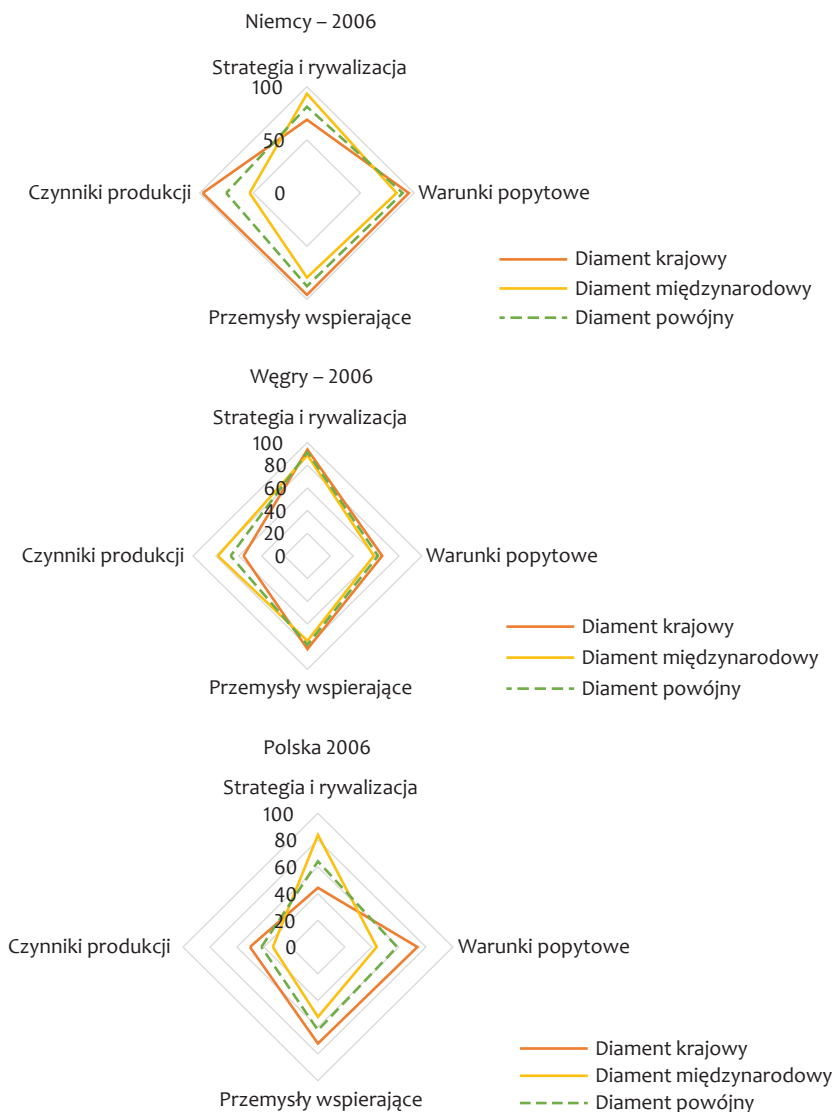 Niemcy – 2006
Strategia i rywalizacja
100
50
Czynniki produkcji
0
Warunki popytowe
Diament krajowy
Diament międzynarodowy
Przemysły wspierające
Diament powójny
Węgry – 2006
Strategia i rywalizacja
100
80
60
40
20
Czynniki produkcji
0
Warunki popytowe
Diament krajowy
Diament międzynarodowy
Przemysły wspierające
Diament powójny
Polska 2006
Strategia i rywalizacja
100
80
60
40
20
Czynniki produkcji
0
Warunki popytowe
Diament krajowy
Diament międzynarodowy
Przemysły wspierające
Diament powójny